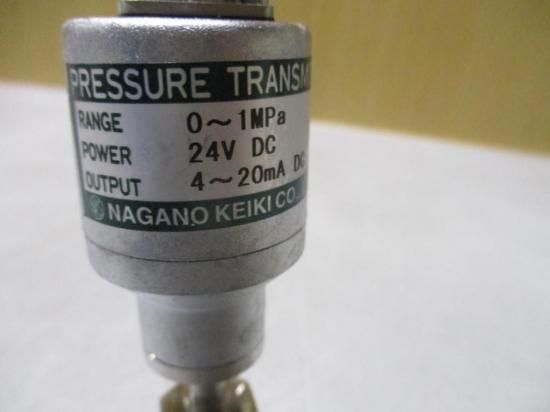 PRESSURE TRANSM
RANGE 0～1MPa
POWER 24V DC
OUTPUT 4～20mA DC
NAGANO KEIKI CO.